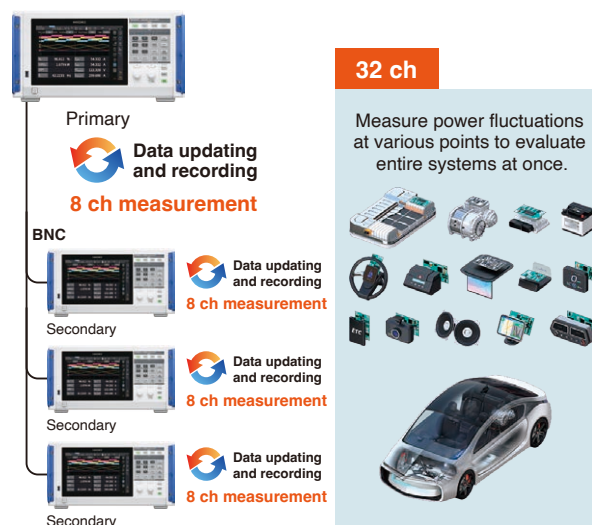 Primary
Data updating
and recording
8 ch measurement
BNC
Data updating
and recording
8 ch measurement
Secondary
Data updating
and recording
8 ch measurement
Secondary
Data updating
and recording
8 ch measurement
Secondary
32 ch
Measure power fluctuations
at various points to evaluate
entire systems at once.
ETC